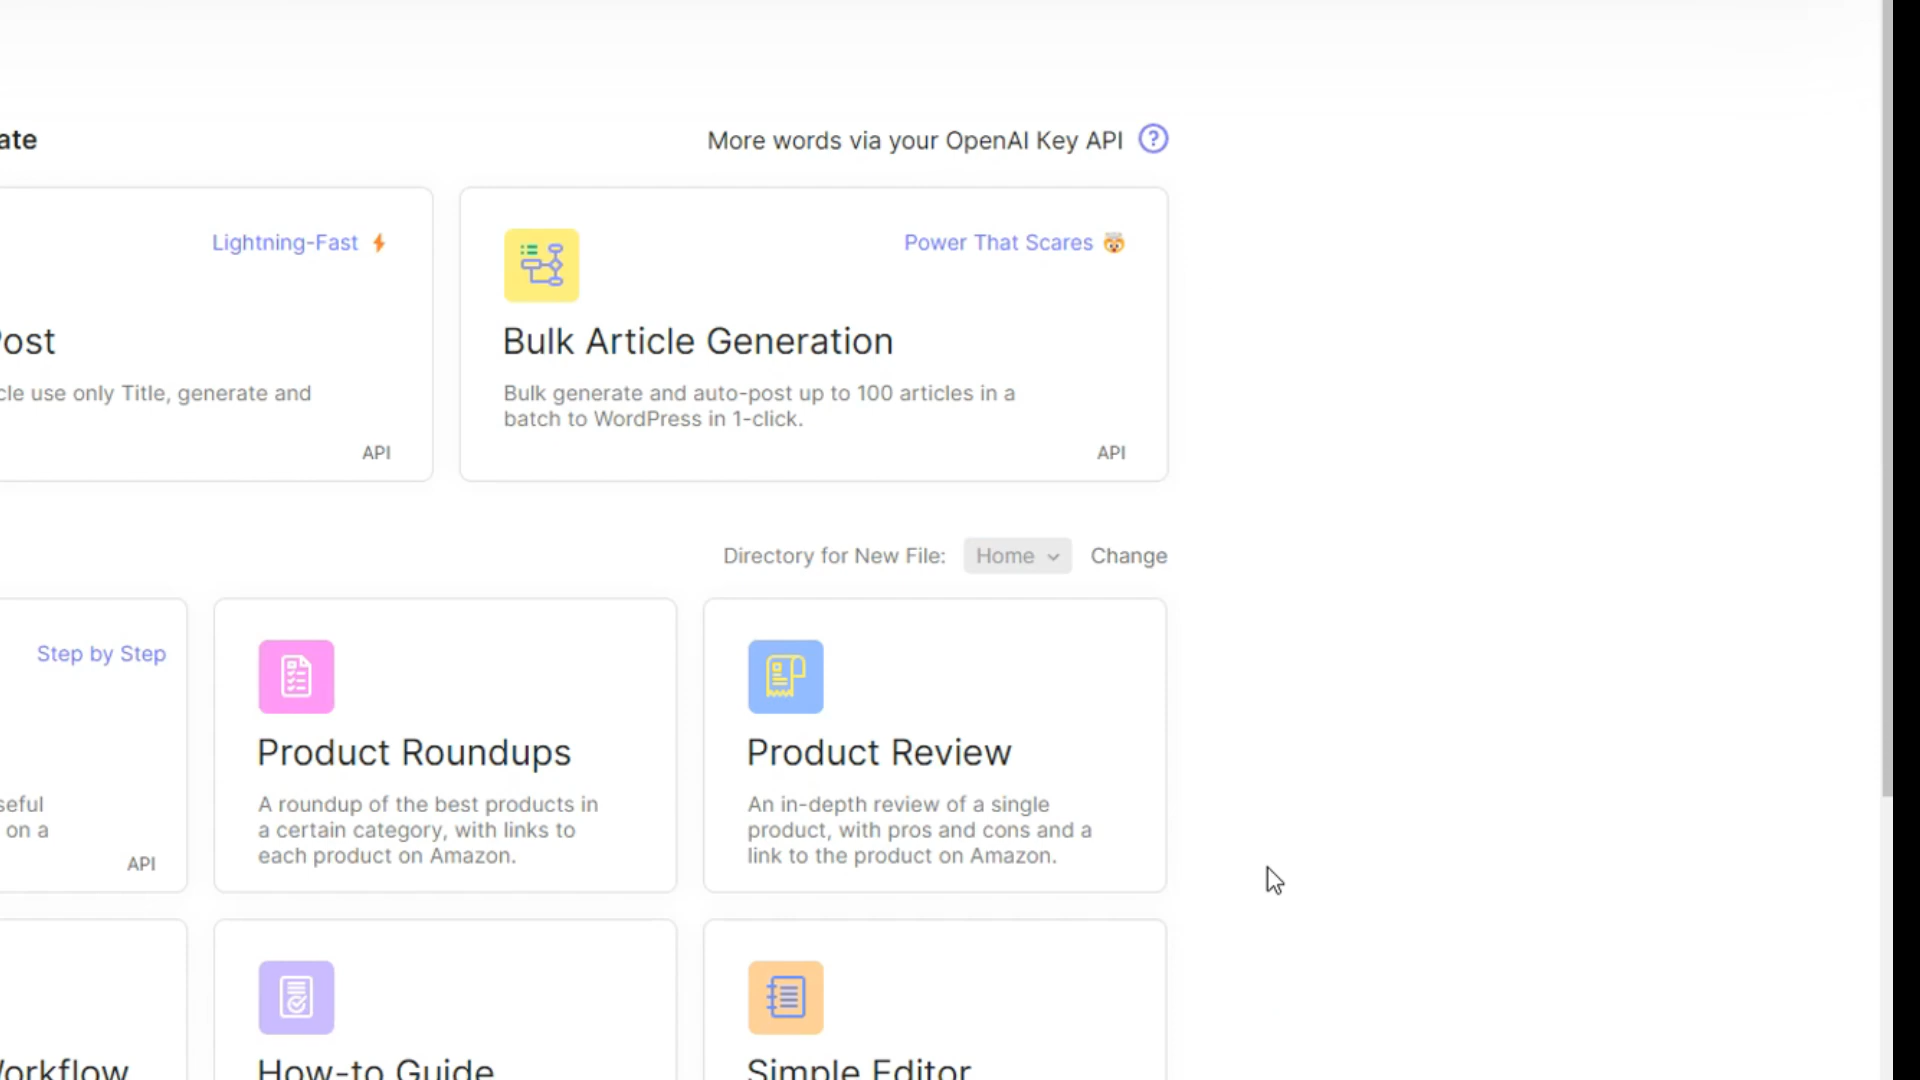 ate
More words via your OpenAI Key API ?
Lightning-Fast
Power That Scares
Post
Bulk Article Generation
cle use only Title, generate and
Bulk generate and auto-post up to 100 articles in a
batch to WordPress in 1-click.
API
API
Directory for New File: Home Change
Step by Step
Product Roundups
Product Review
seful
on a
A roundup of the best products in
a certain category, with links to
each product on Amazon.
An in-depth review of a single
product, with pros and cons and a
link to the product on Amazon.
API
Workflow
How-to Guide
Simple Editor